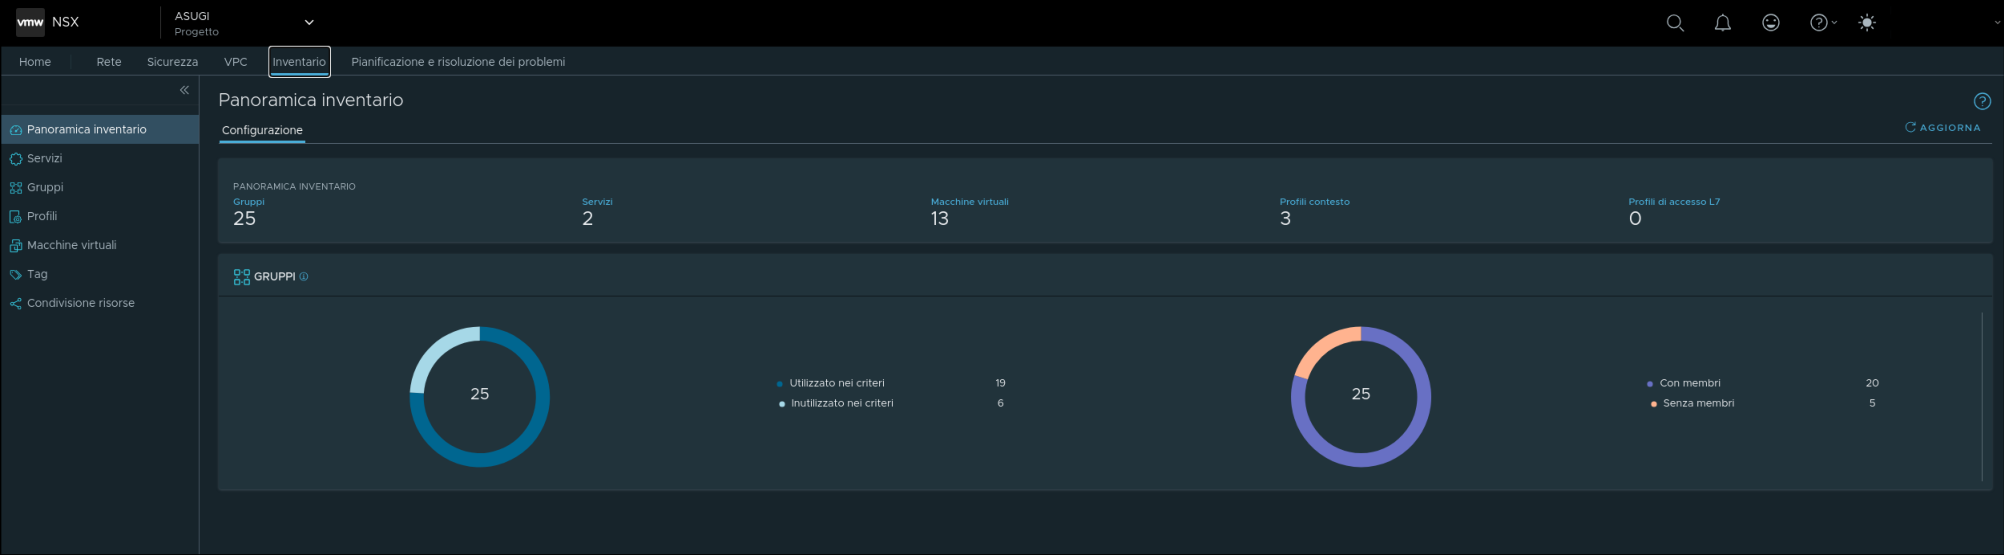 vmw NSX
ASUGI
Progetto
Home Rete Sicurezza VPC Inventario Pianificazione e risoluzione dei problemi
Panoramica inventario
Servizi
Gruppi
Profili
Macchine virtuali
Tag
Condivisione risorse
Panoramica inventario
Configurazione
AGGIORNA
PANORAMICA INVENTARIO
Gruppi
25
Servizi
2
Macchine virtuali
13
Profili contesto
3
Profili di accesso L7
0
GRUPPI
25
Utilizzato nei criteri 19
Inutilizzato nei criteri 6
25
Con membri 20
Senza membri 5